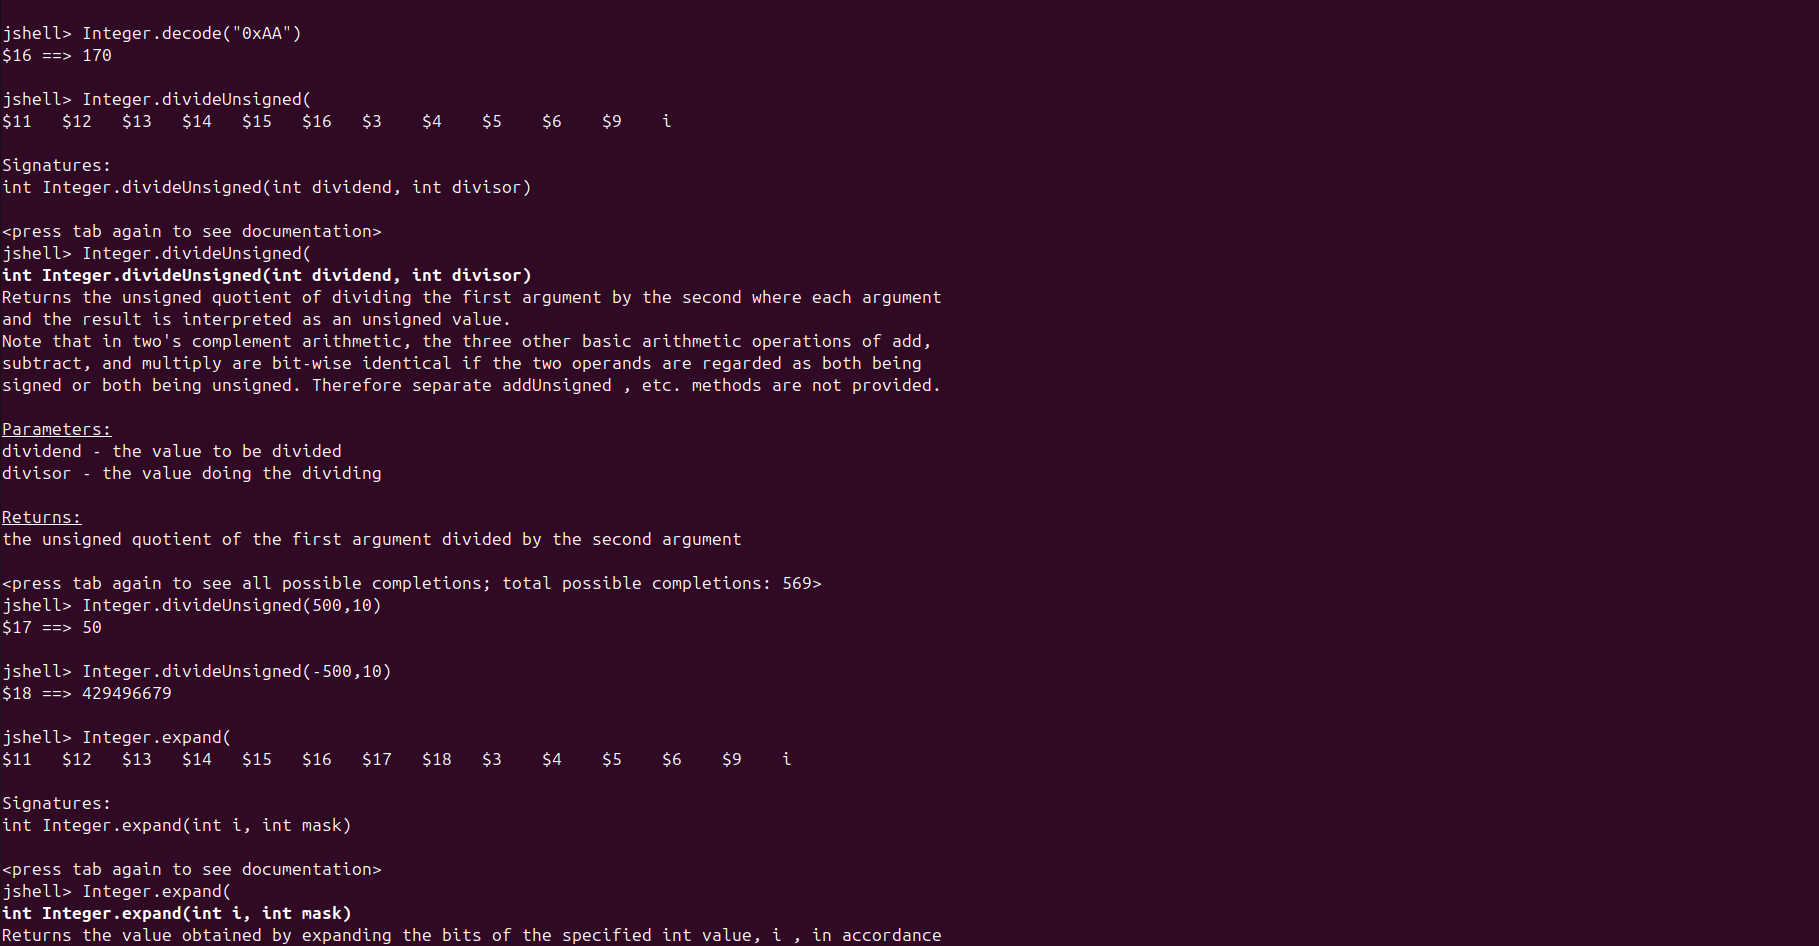 jshell> Integer.decode("0xAA")
$16 ==> 170
jshell> Integer.divideUnsigned(
$11   $12   $13   $14   $15   $16   $3    $4    $5    $6    $9    i
Signatures:
int Integer.divideUnsigned(int dividend, int divisor)
<press tab again to see documentation>
jshell> Integer.divideUnsigned(
int Integer.divideUnsigned(int dividend, int divisor)
Returns the unsigned quotient of dividing the first argument by the second where each argument
and the result is interpreted as an unsigned value.
Note that in two's complement arithmetic, the three other basic arithmetic operations of add,
subtract, and multiply are bit-wise identical if the two operands are regarded as both being
signed or both being unsigned. Therefore separate addUnsigned , etc. methods are not provided.
Parameters:
dividend - the value to be divided
divisor - the value doing the dividing
Returns:
the unsigned quotient of the first argument divided by the second argument
<press tab again to see all possible completions; total possible completions: 569>
jshell> Integer.divideUnsigned(500,10)
$17 ==> 50
jshell> Integer.divideUnsigned(-500,10)
$18 ==> 429496679
jshell> Integer.expand(
$11   $12   $13   $14   $15   $16   $17   $18   $3    $4    $5    $6    $9    i
Signatures:
int Integer.expand(int i, int mask)
<press tab again to see documentation>
jshell> Integer.expand(
int Integer.expand(int i, int mask)
Returns the value obtained by expanding the bits of the specified int value, i , in accordance